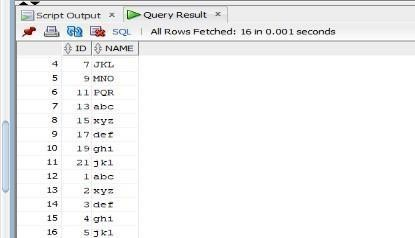 Script Output × Query Result ×
SQL | All Rows Fetched: 16 in 0.001 seconds
ID NAME
4 7 JKL
5 9 MNO
6 11 PQR
7 13 abc
8 15 xyz
9 17 def
10 19 ghi
11 21 jkl
12 1 abc
13 2 xyz
14 3 def
15 4 ghi
16 5 jkl